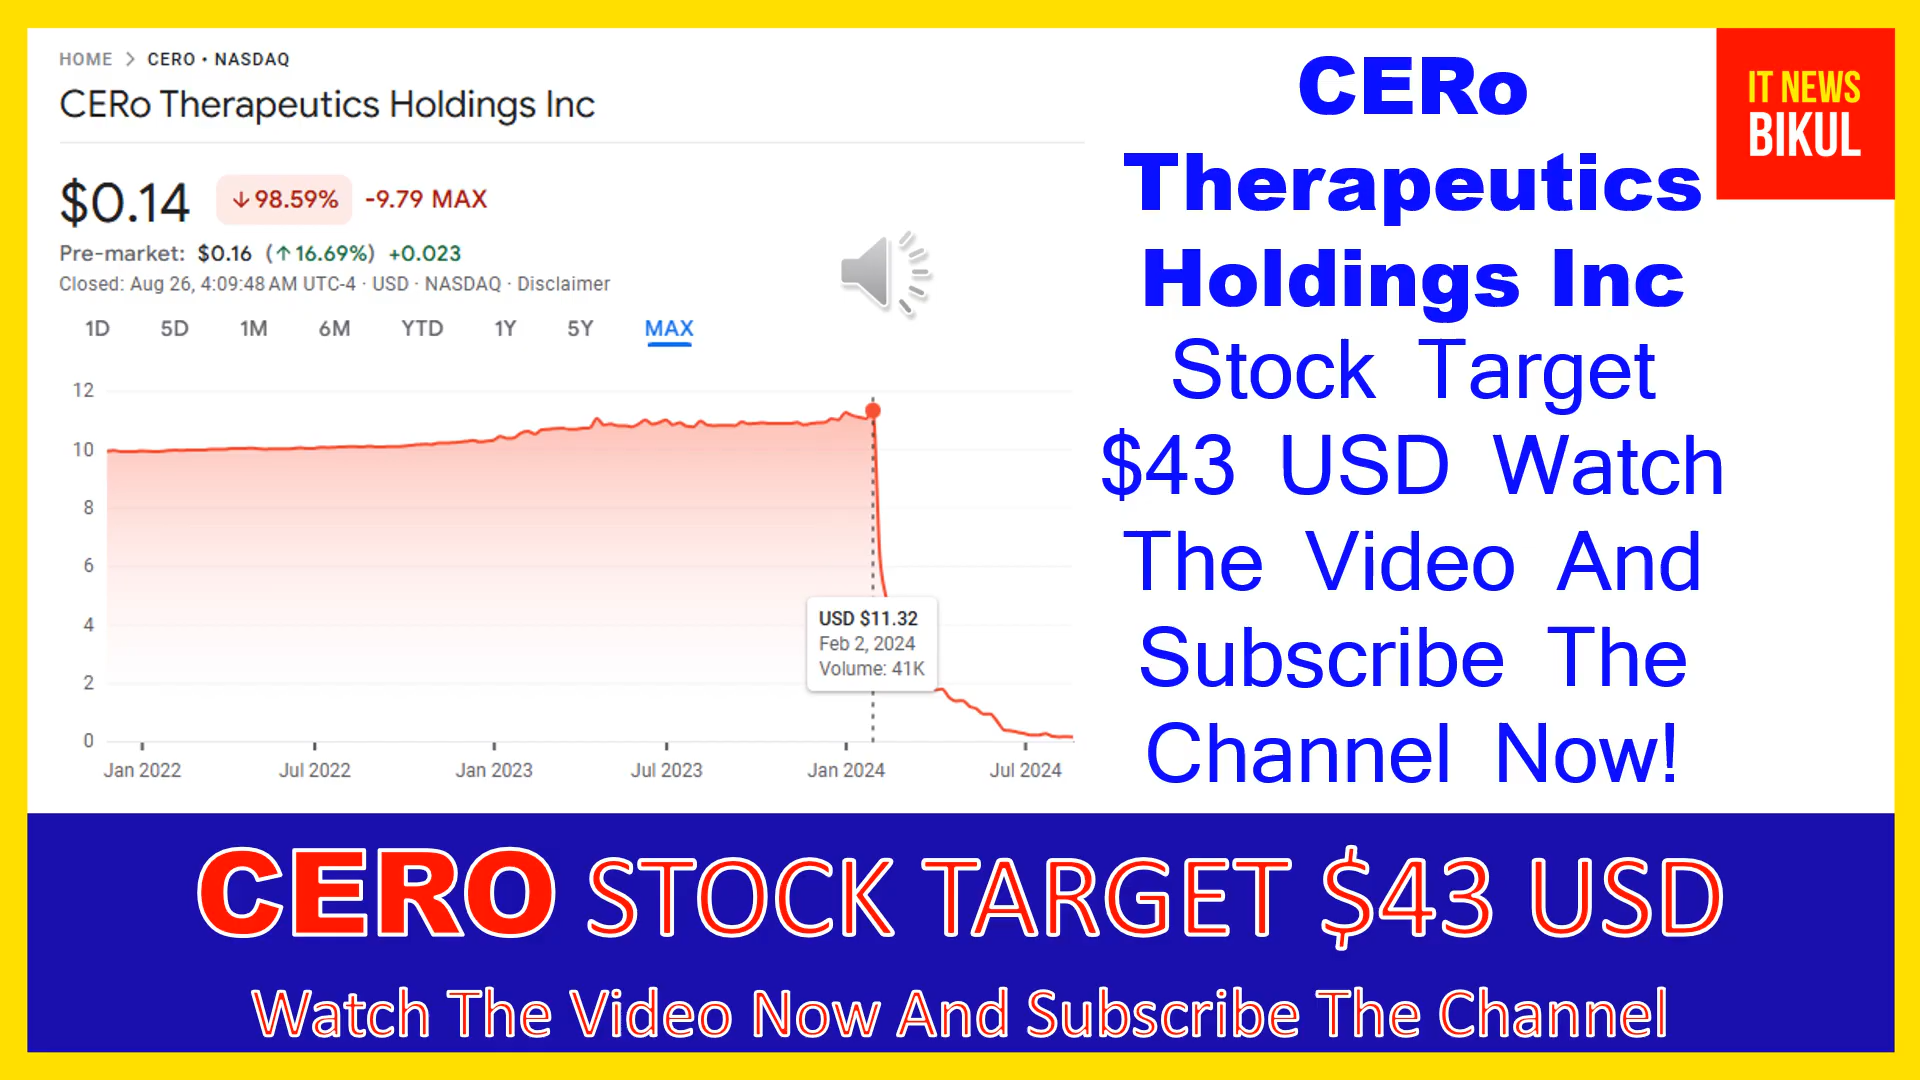 HOME > CERO • NASDAQ
CERo Therapeutics Holdings Inc
$0.14 ↓98.59% -9.79 MAX
Pre-market: $0.16 (↑16.69%) +0.023
Closed: Aug 26, 4:09:48 AM UTC-4 · USD · NASDAQ · Disclaimer
1D 5D 1M 6M YTD 1Y 5Y MAX
12
10
8
6
4
2
0
USD $11.32
Feb 2, 2024
Volume: 41K
Jan 2022 Jul 2022 Jan 2023 Jul 2023 Jan 2024 Jul 2024
CERo
Therapeutics
Holdings Inc
Stock Target
$43 USD Watch
The Video And
Subscribe The
Channel Now!
IT NEWS
BIKUL
CERO STOCK TARGET $43 USD
Watch The Video Now And Subscribe The Channel